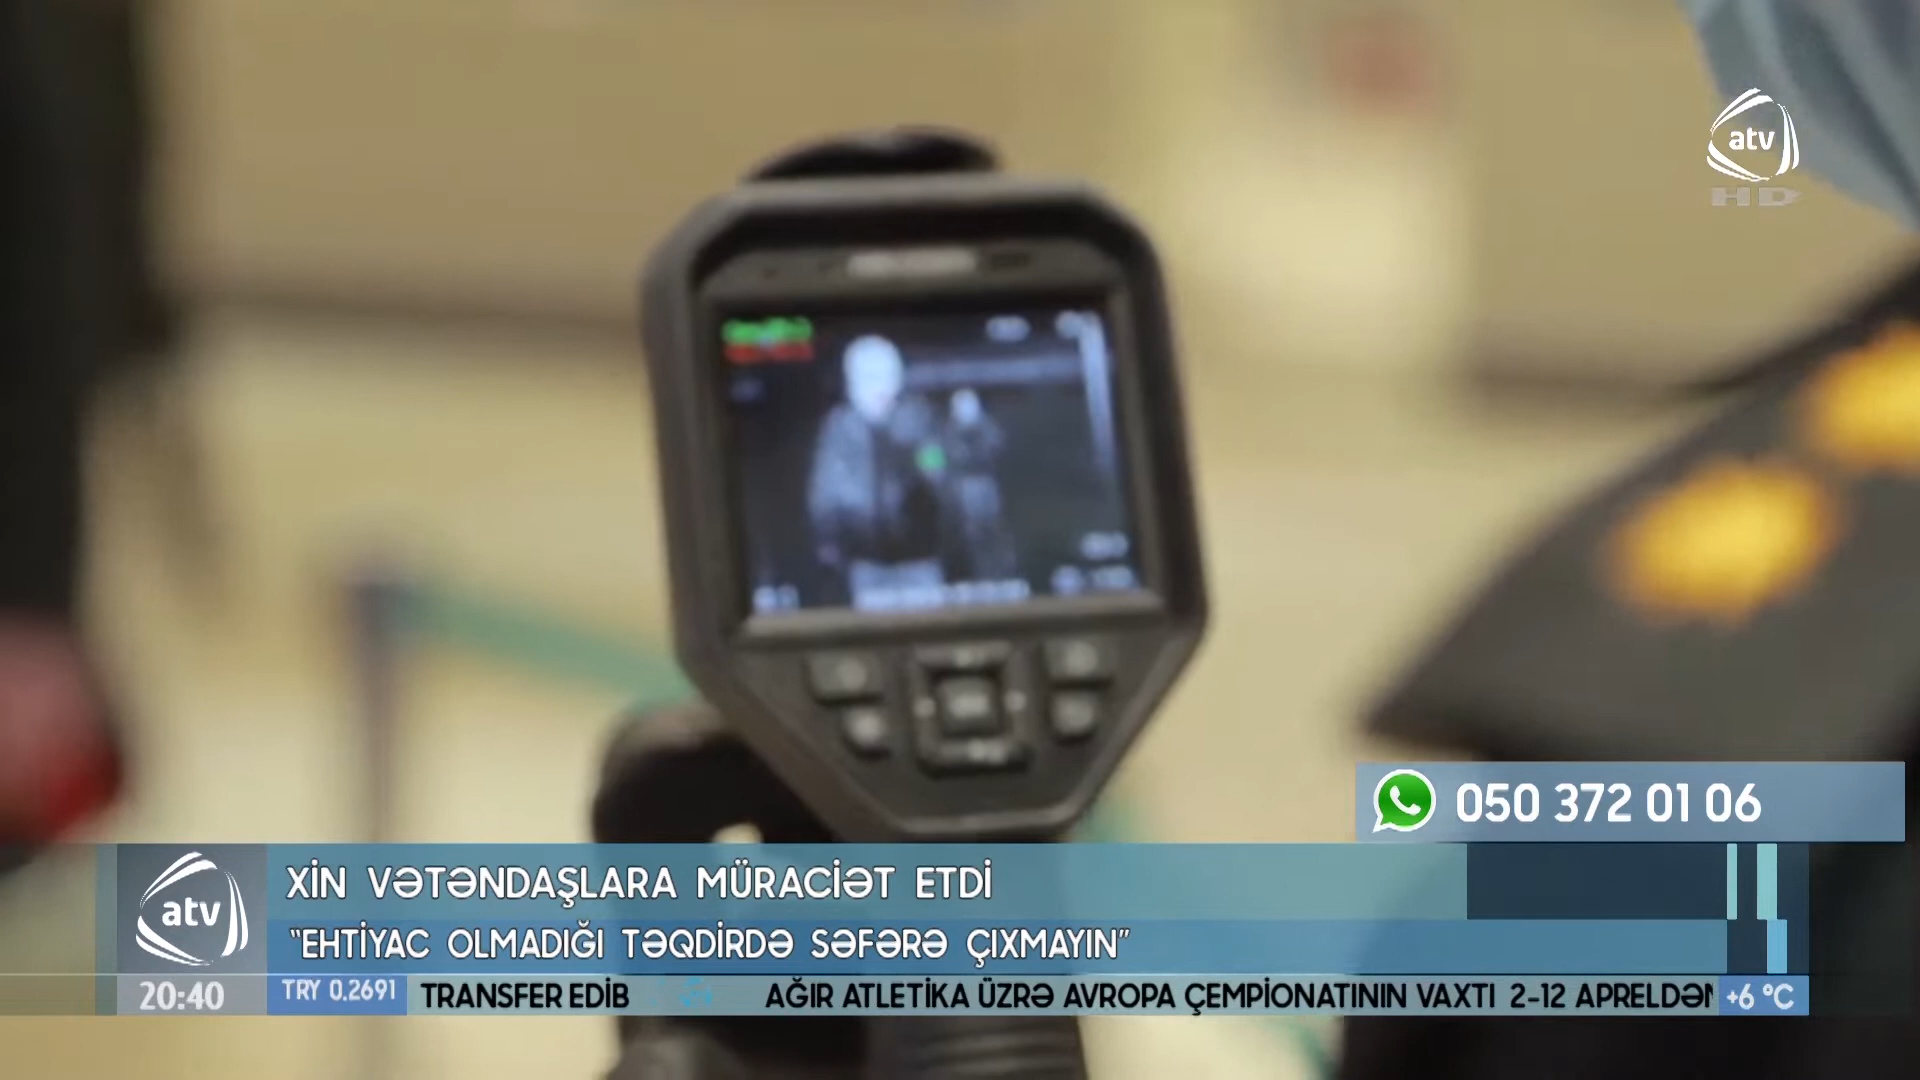 atv
HD
050 372 01 06
XİN VƏTƏNDAŞLARA MÜRACİƏT ETDİ
atv
"EHTİYAC OLMADIĞI TƏQDİRDƏ SƏFƏRƏ ÇIXMAYIN"
20:40 TRY 0.2691 TRANSFER EDİB AĞIR ATLETİKA ÜZRƏ AVROPA ÇEMPİONATININ VAXTI 2-12 APRELDƏN +6 °C